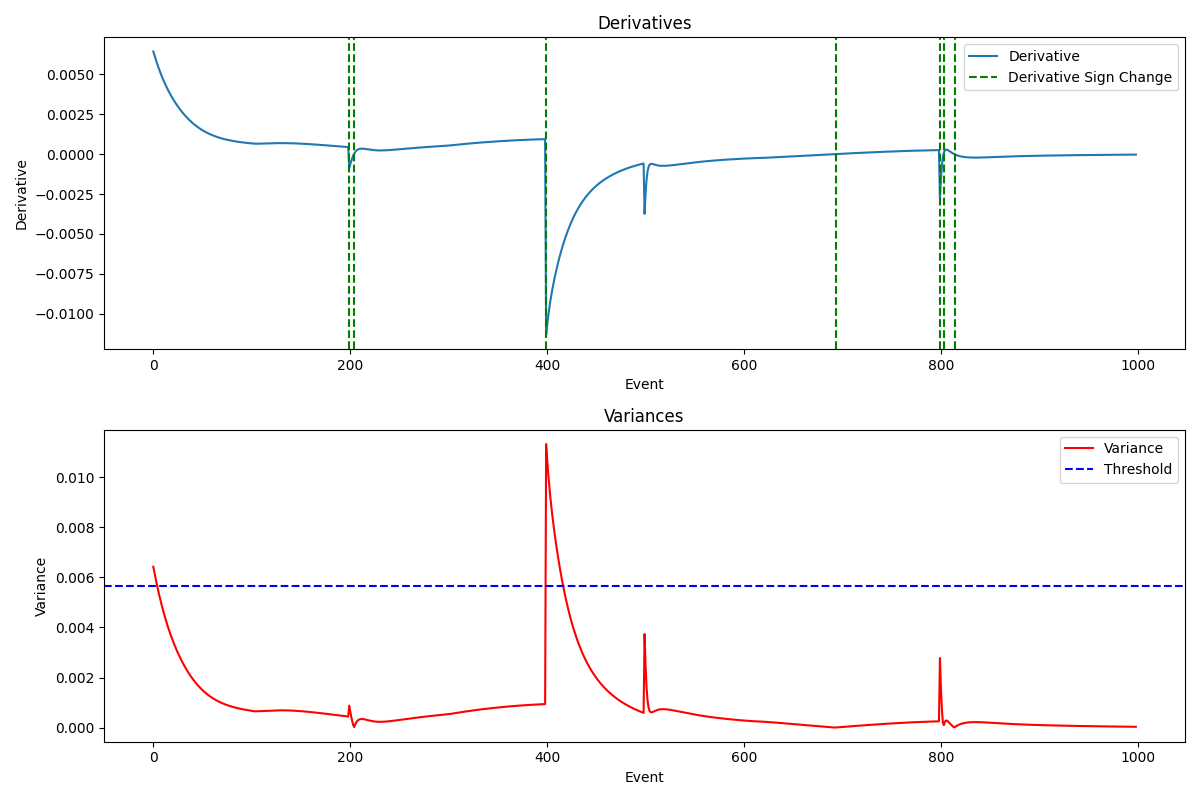 Derivatives
Derivative
Derivative Sign Change
0.0050
0.0025
0.0000
−0.0025
−0.0050
−0.0075
−0.0100
Derivative
0 200 400 600 800 1000
Event
Variances
Variance
Threshold
0.010
0.008
0.006
0.004
0.002
0.000
Variance
0 200 400 600 800 1000
Event